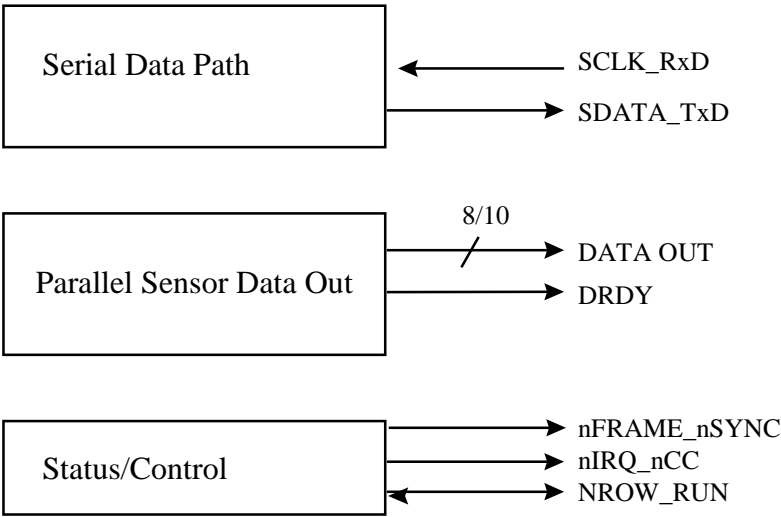 Serial Data Path
SCLK_RxD
SDATA_TxD
8/10
DATA OUT
Parallel Sensor Data Out
DRDY
nFRAME_nSYNC
nIRQ_nCC
Status/Control
NROW_RUN